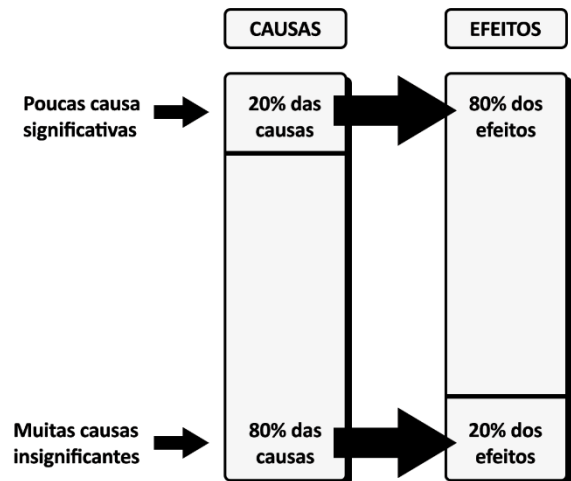 CAUSAS
EFEITOS
Poucas causa
significativas
20% das
causas
80% dos
efeitos
Muitas causas
insignificantes
80% das
causas
20% dos
efeitos